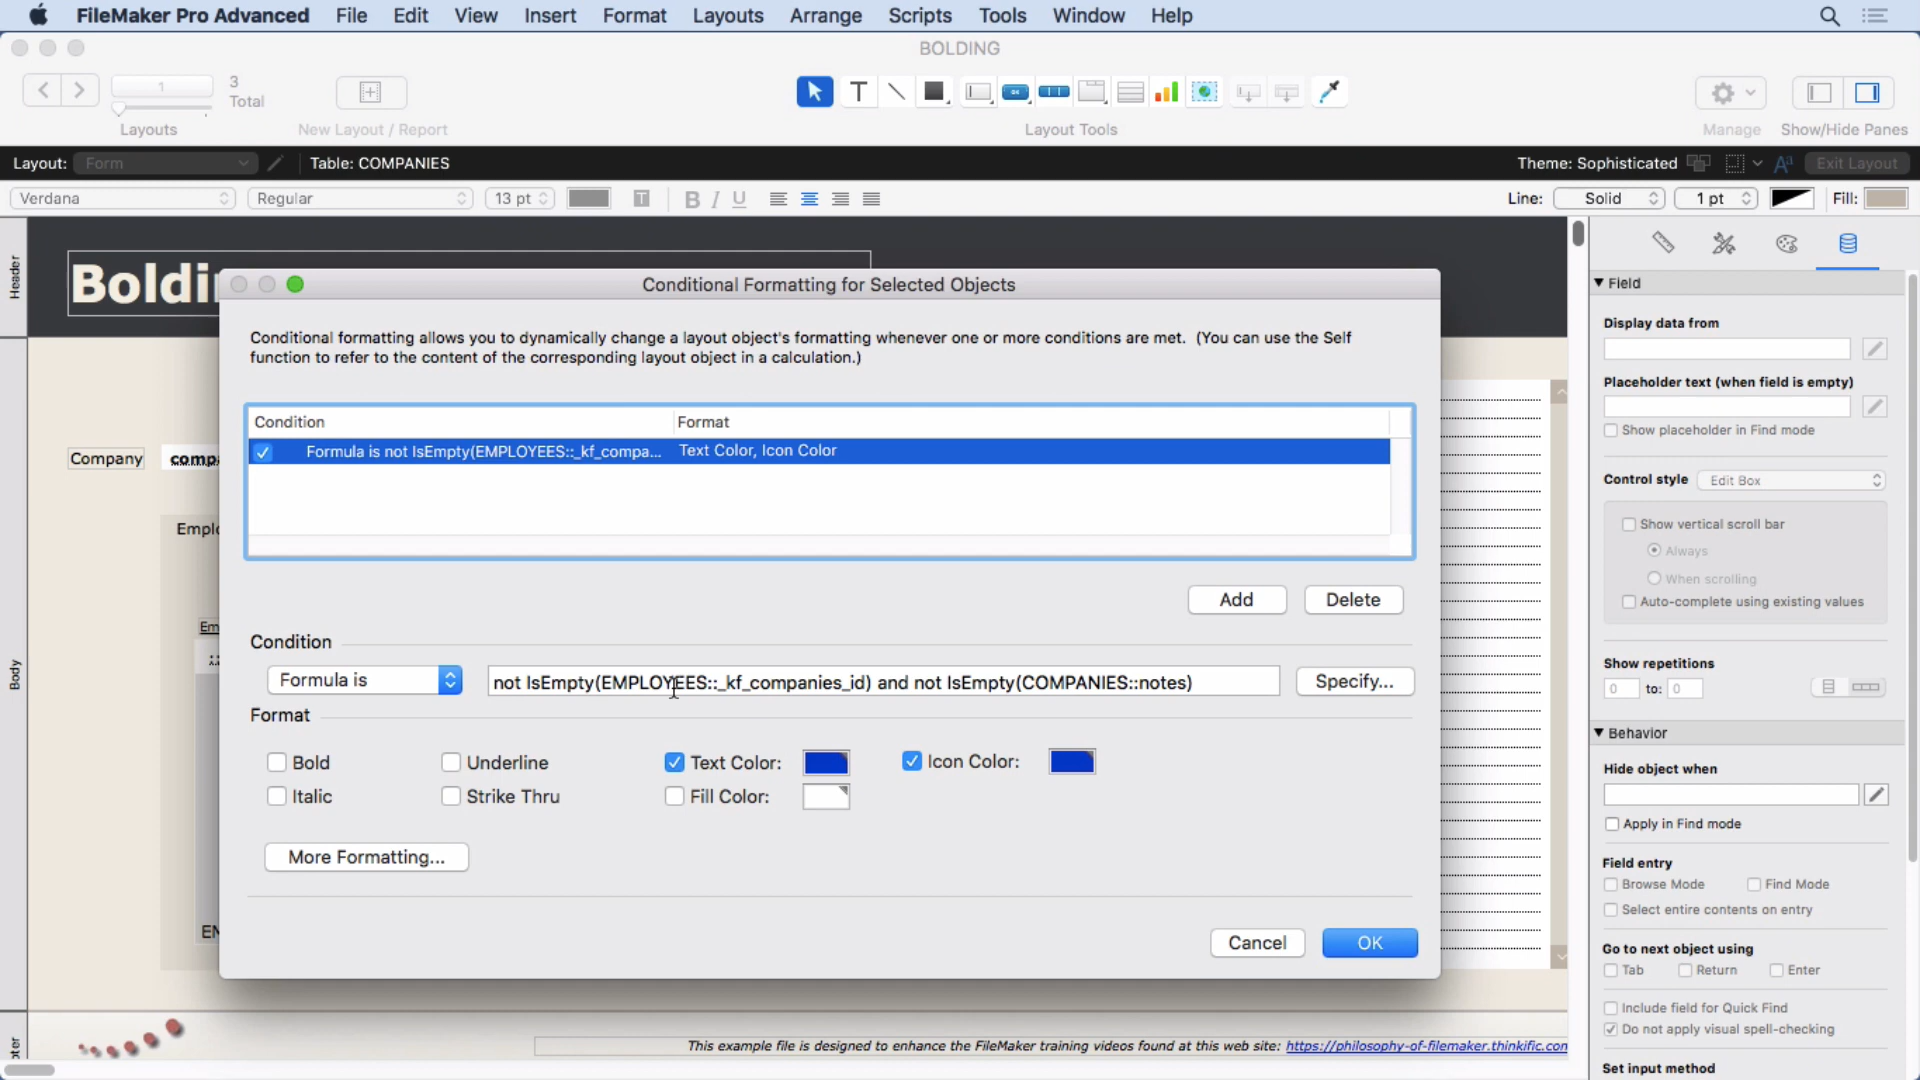 FileMaker Pro Advanced File Edit View Insert Format Layouts Arrange Scripts Tools Window Help
BOLDING
1
3
Total
Layouts New Layout / Report Layout Tools Manage Show/Hide Panes
Layout: Form Table: COMPANIES Theme: Sophisticated Exit Layout
Verdana Regular 13 pt B I U Line: Solid 1 pt Fill:
Header
Boldi
Conditional Formatting for Selected Objects
Conditional formatting allows you to dynamically change a layout object's formatting whenever one or more conditions are met. (You can use the Self
function to refer to the content of the corresponding layout object in a calculation.)
Condition Format
Formula is not IsEmpty(EMPLOYEES::_kf_compa... Text Color, Icon Color
Company comp
Emplo
Em
EM
Body
Add Delete
Condition
Formula is not IsEmpty(EMPLOYEES::_kf_companies_id) and not IsEmpty(COMPANIES::notes) Specify...
Format
Bold Underline Text Color: Icon Color:
Italic Strike Thru Fill Color:
More Formatting...
Cancel OK
Field
Display data from
Placeholder text (when field is empty)
Show placeholder in Find mode
Control style Edit Box
Show vertical scroll bar
Always
When scrolling
Auto-complete using existing values
Show repetitions
0 to: 0
Behavior
Hide object when
Apply in Find mode
Field entry
Browse Mode Find Mode
Select entire contents on entry
Go to next object using
Tab Return Enter
Include field for Quick Find
Do not apply visual spell-checking
Set input method
oter
This example file is designed to enhance the FileMaker training videos found at this web site: https://philosophy-of-filemaker.thinkific.con